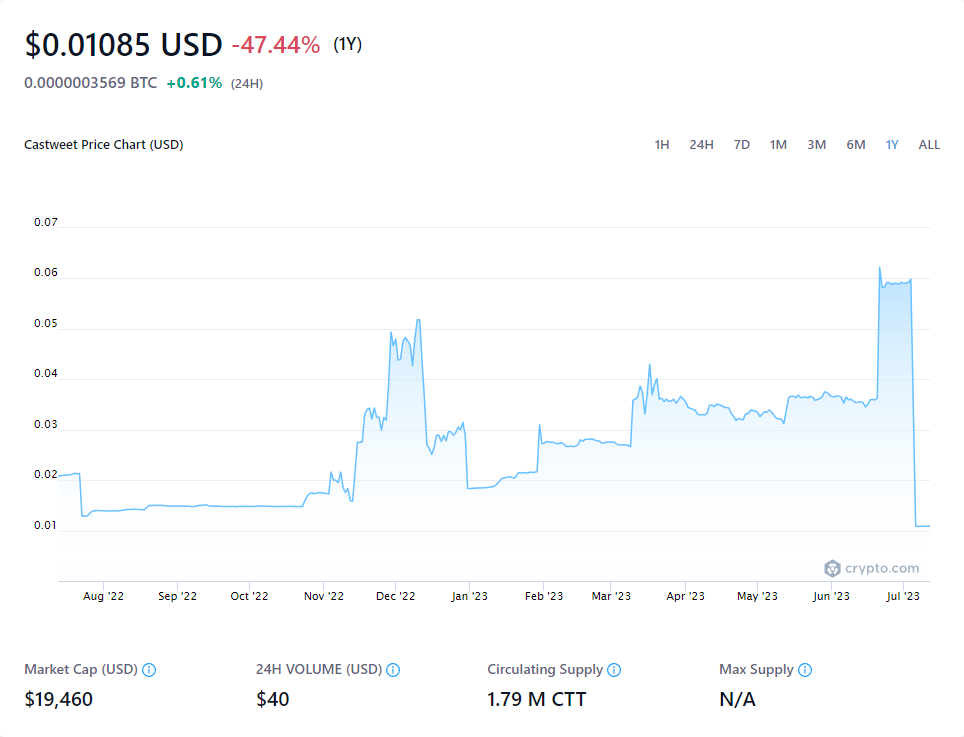 $0.01085 USD -47.44% (1Y)
0.0000003569 BTC +0.61% (24H)
Castweet Price Chart (USD) 1H 24H 7D 1M 3M 6M 1Y ALL
0.07
0.06
0.05
0.04
0.03
0.02
0.01
crypto.com
Aug '22 Sep '22 Oct '22 Nov '22 Dec '22 Jan '23 Feb '23 Mar '23 Apr '23 May '23 Jun '23 Jul '23
Market Cap (USD) 24H VOLUME (USD) Circulating Supply Max Supply
$19,460 $40 1.79 M CTT N/A